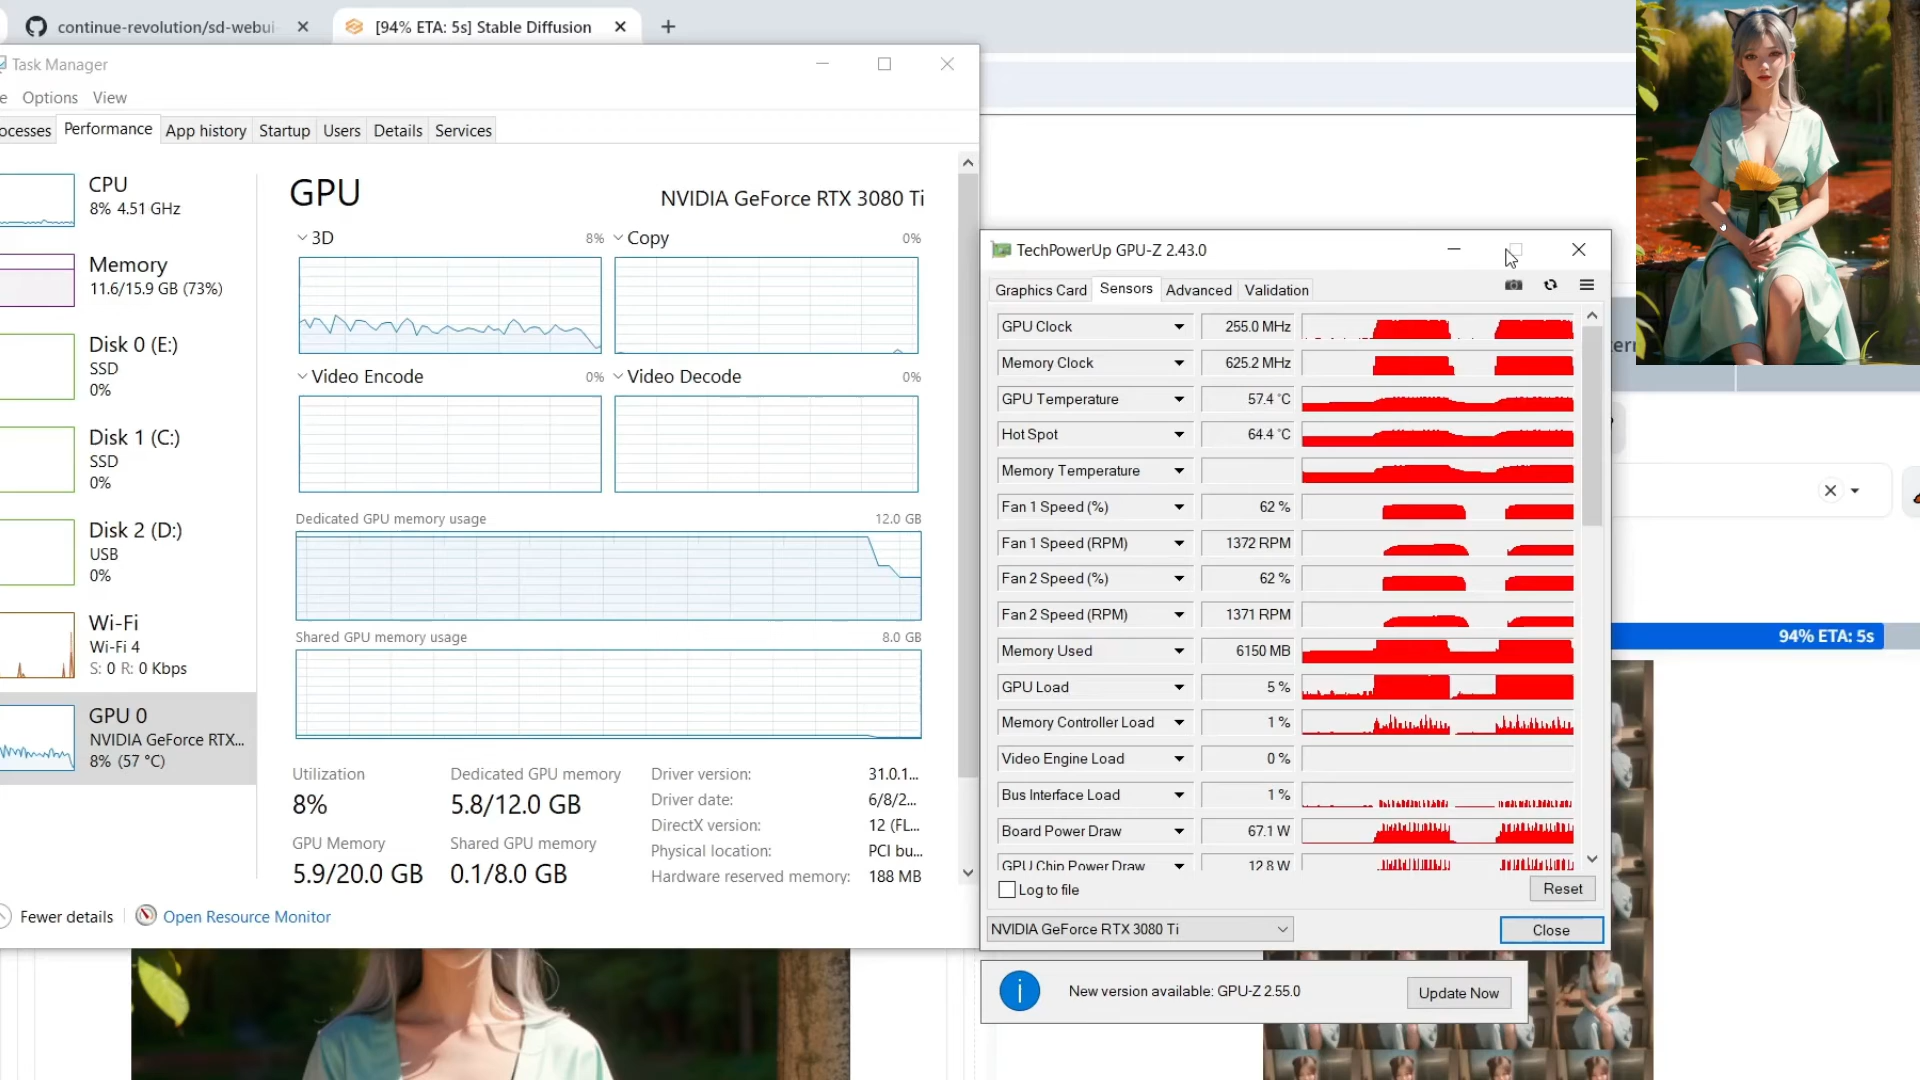 continue-revolution/sd-webui-
[94% ETA: 5s] Stable Diffusion
Task Manager
Options View
Performance App history Startup Users Details Services
CPU
8% 4.51 GHz
Memory
11.6/15.9 GB (73%)
Disk 0 (E:)
SSD
0%
Disk 1 (C:)
SSD
0%
Disk 2 (D:)
USB
0%
Wi-Fi
Wi-Fi 4
S: 0 R: 0 Kbps
GPU 0
NVIDIA GeForce RTX...
8% (57 °C)
GPU
NVIDIA GeForce RTX 3080 Ti
3D 8%
Copy 0%
Video Encode 0%
Video Decode 0%
Dedicated GPU memory usage 12.0 GB
Shared GPU memory usage 8.0 GB
Utilization
8%
Dedicated GPU memory
5.8/12.0 GB
GPU Memory
5.9/20.0 GB
Shared GPU memory
0.1/8.0 GB
Driver version: 31.0.1...
Driver date: 6/8/2...
DirectX version: 12 (FL...
Physical location: PCI bu...
Hardware reserved memory: 188 MB
Fewer details
Open Resource Monitor
TechPowerUp GPU-Z 2.43.0
Graphics Card Sensors Advanced Validation
GPU Clock 255.0 MHz
Memory Clock 625.2 MHz
GPU Temperature 57.4 °C
Hot Spot 64.4 °C
Memory Temperature
Fan 1 Speed (%) 62 %
Fan 1 Speed (RPM) 1372 RPM
Fan 2 Speed (%) 62 %
Fan 2 Speed (RPM) 1371 RPM
Memory Used 6150 MB
GPU Load 5 %
Memory Controller Load 1 %
Video Engine Load 0 %
Bus Interface Load 1 %
Board Power Draw 67.1 W
GPU Chip Power Draw 12.8 W
Log to file
Reset
NVIDIA GeForce RTX 3080 Ti
Close
New version available: GPU-Z 2.55.0
Update Now
94% ETA: 5s